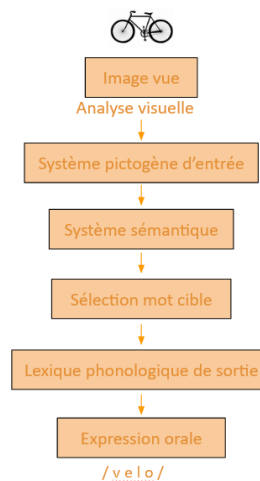 Image vue
Analyse visuelle
Système pictogène d'entrée
Système sémantique
Sélection mot cible
Lexique phonologique de sortie
Expression orale
/ v e l o /